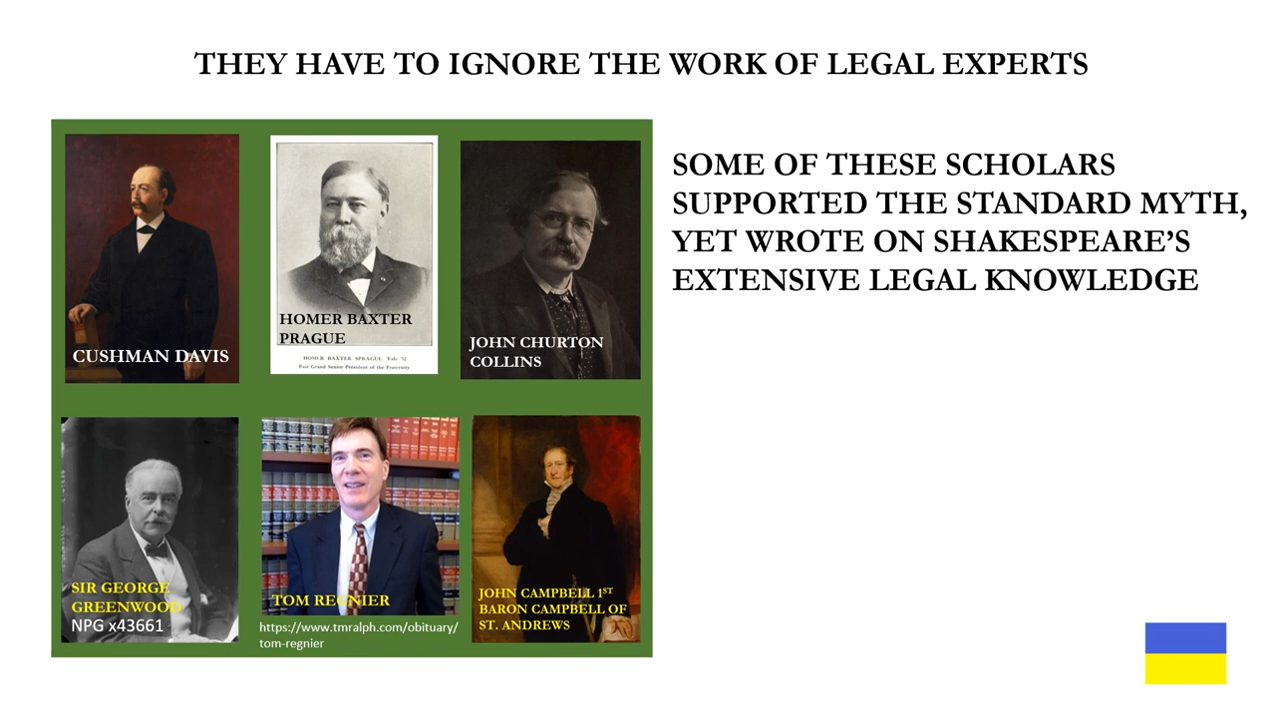 THEY HAVE TO IGNORE THE WORK OF LEGAL EXPERTS
SOME OF THESE SCHOLARS
SUPPORTED THE STANDARD MYTH,
YET WROTE ON SHAKESPEARE'S
EXTENSIVE LEGAL KNOWLEDGE
CUSHMAN DAVIS
HOMER BAXTER
PRAGUE
HOMER BAXTER SPRAGUE, Yale '52
Past Grand Senior President of the Fraternity
JOHN CHURTON
COLLINS
SIR GEORGE
GREENWOOD
NPG x43661
TOM REGNIER
https://www.tmralph.com/obituary/
tom-regnier
JOHN CAMPBELL 1ST
BARON CAMPBELL OF
ST. ANDREWS